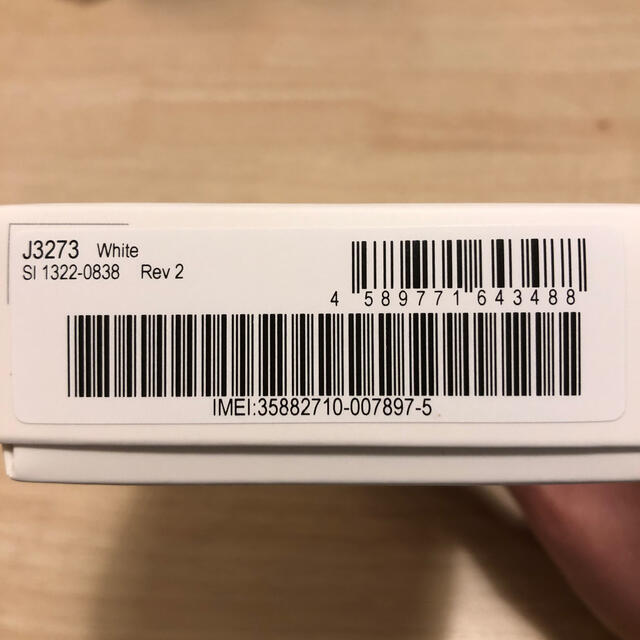 J3273 White
SI 1322-0838 Rev 2
4 589771 643488
IMEI:35882710-007897-5